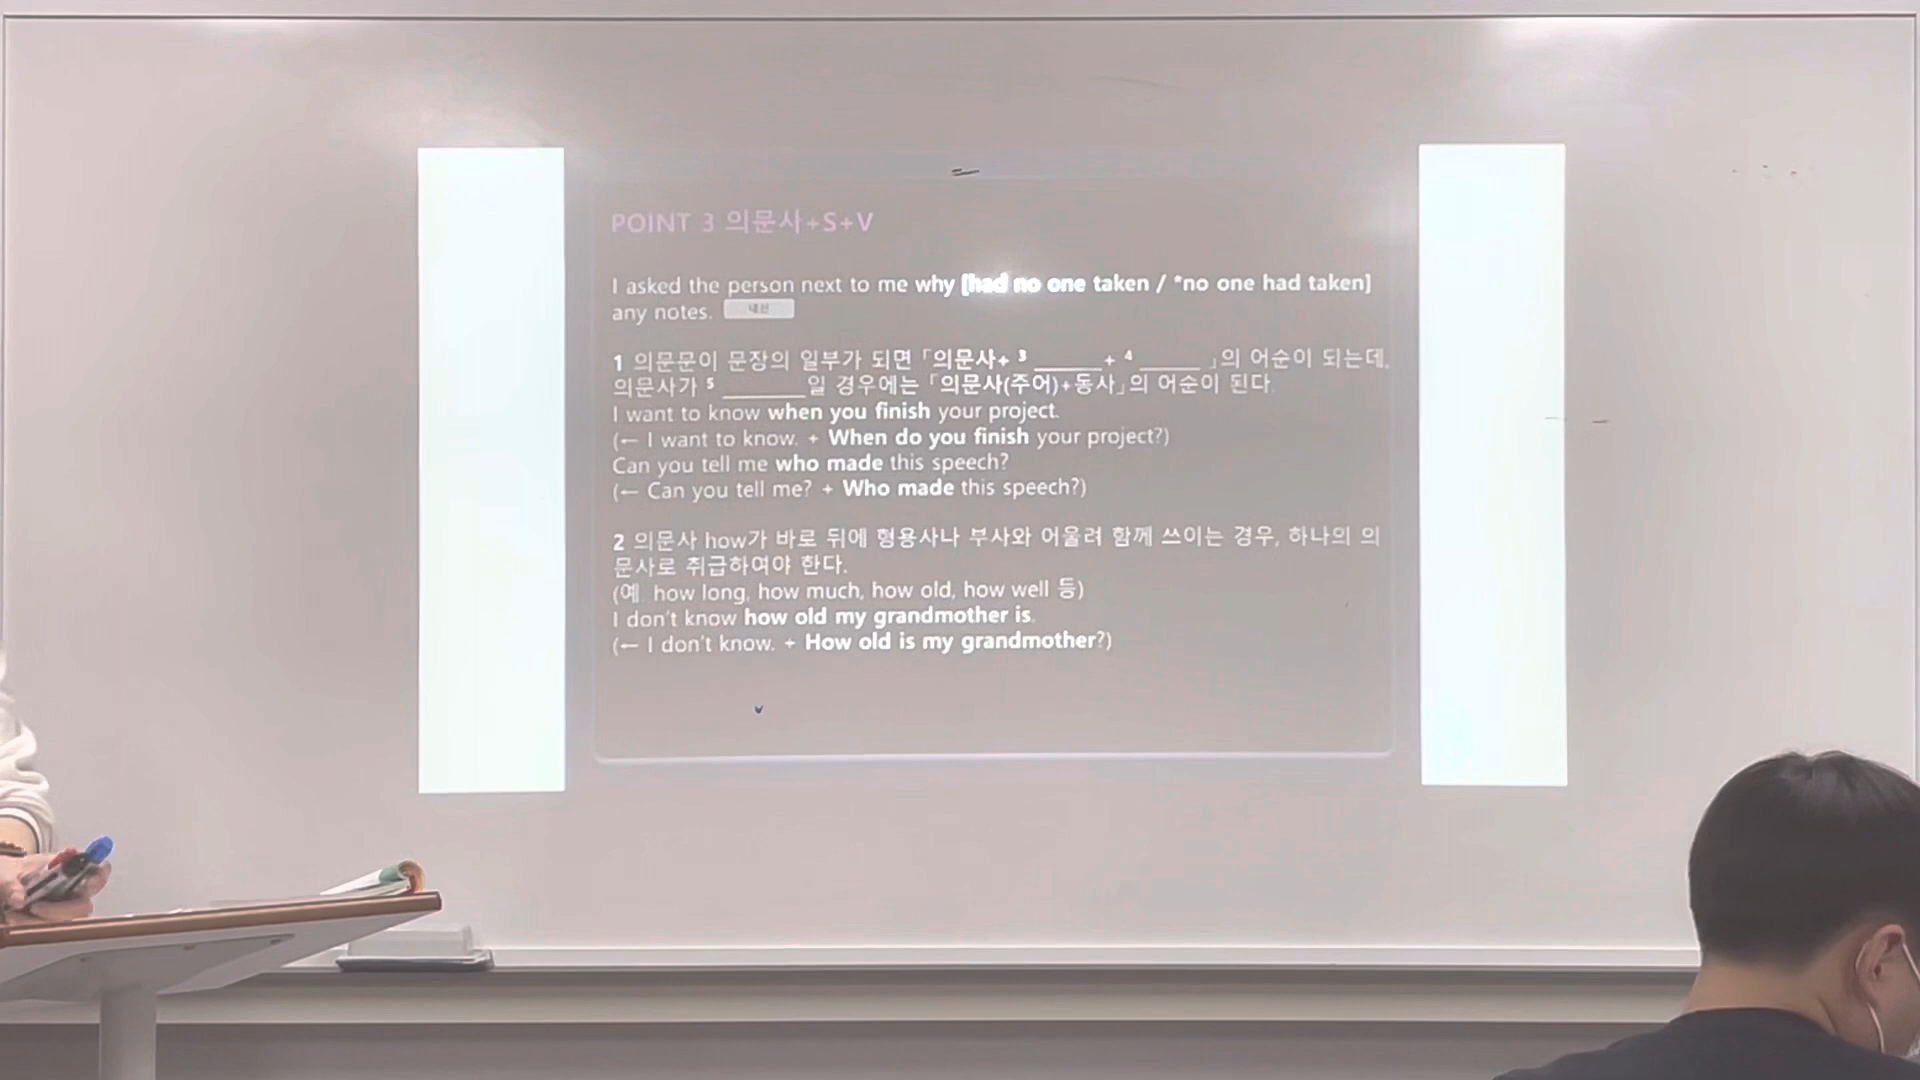 POINT 3 의문사+S+V
I asked the person next to me why [had no one taken / *no one had taken]
any notes. 내신
1 의문문이 문장의 일부가 되면 「의문사+ ³ ______+ ⁴ ______ 」의 어순이 되는데,
의문사가 ⁵ ________일 경우에는 「의문사(주어)+동사」의 어순이 된다.
I want to know when you finish your project.
(← I want to know. + When do you finish your project?)
Can you tell me who made this speech?
(← Can you tell me? + Who made this speech?)
2 의문사 how가 바로 뒤에 형용사나 부사와 어울려 함께 쓰이는 경우, 하나의 의
문사로 취급하여야 한다.
(예. how long, how much, how old, how well 등)
I don't know how old my grandmother is.
(← I don't know. + How old is my grandmother?)